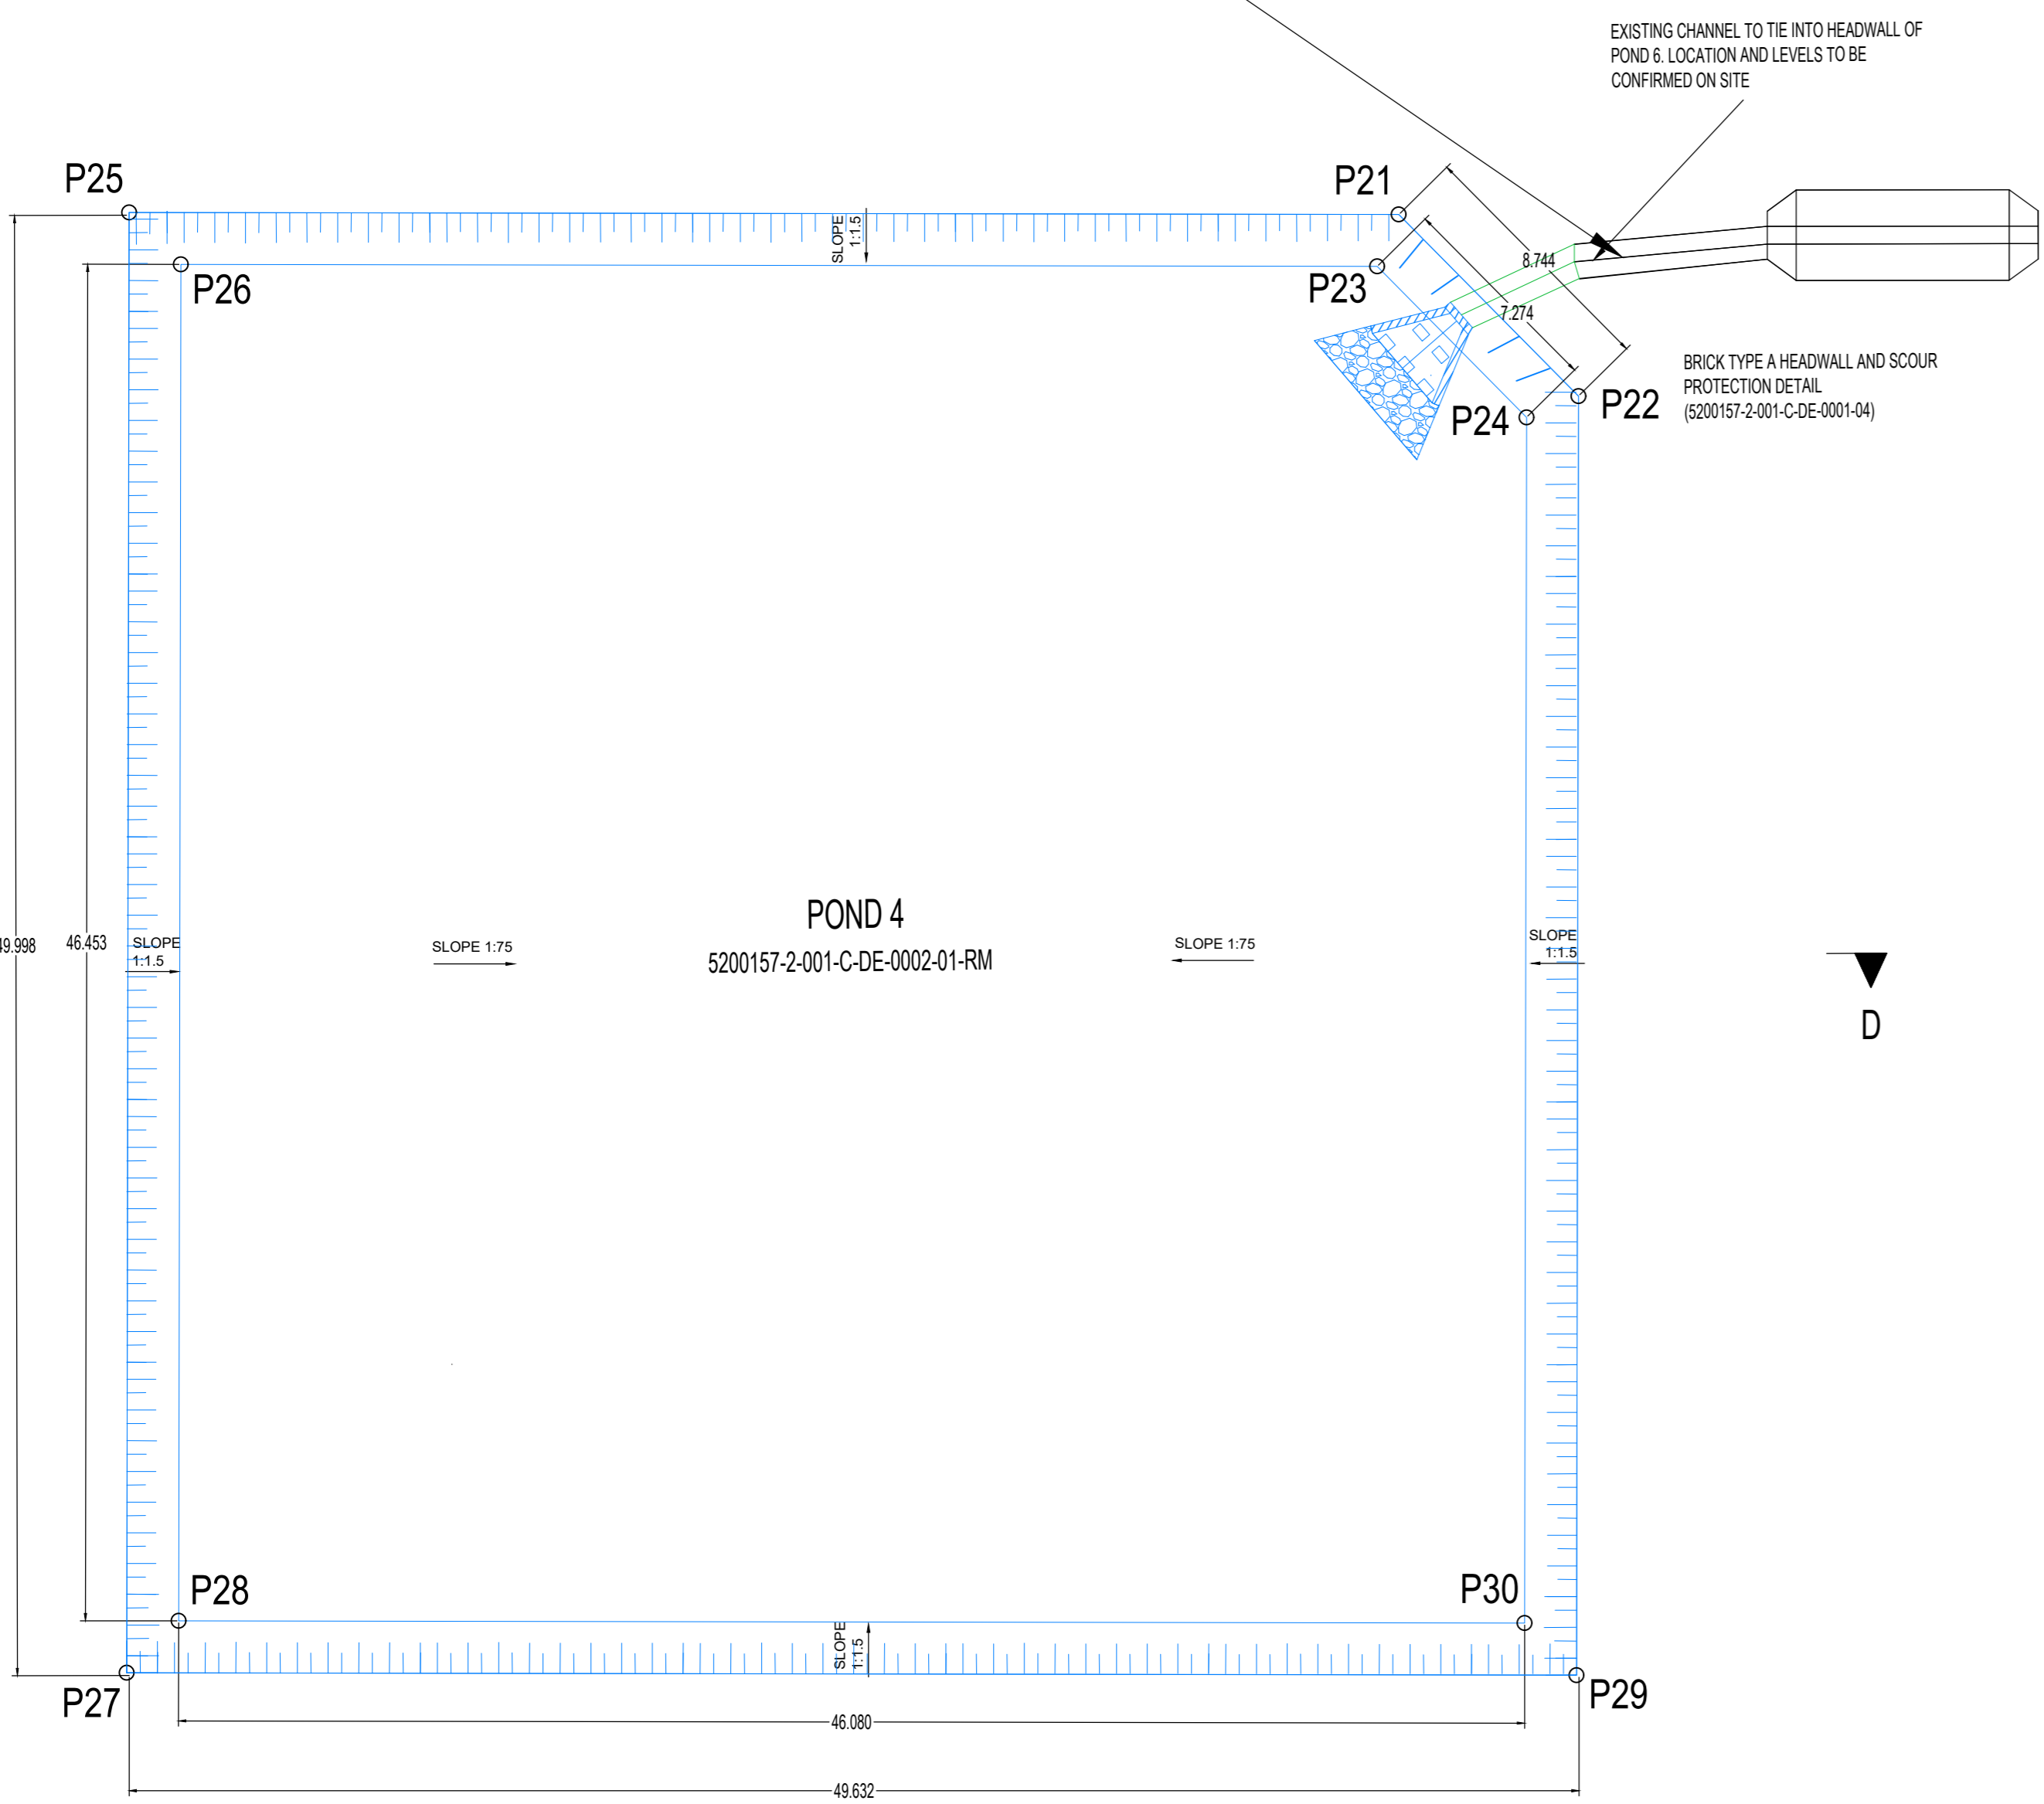 EXISTING CHANNEL TO TIE INTO HEADWALL OF
POND 6. LOCATION AND LEVELS TO BE
CONFIRMED ON SITE
P25
P21
SLOPE
1:1.5
P26
P23
8.744
7.274
BRICK TYPE A HEADWALL AND SCOUR
PROTECTION DETAIL
(5200157-2-001-C-DE-0001-04)
P22
P24
POND 4
5200157-2-001-C-DE-0002-01-RM
49.998
46.453
SLOPE
1:1.5
SLOPE 1:75
SLOPE 1:75
SLOPE
1:1.5
D
P28
P30
SLOPE
1:1.5
P27
P29
46.080
49.632